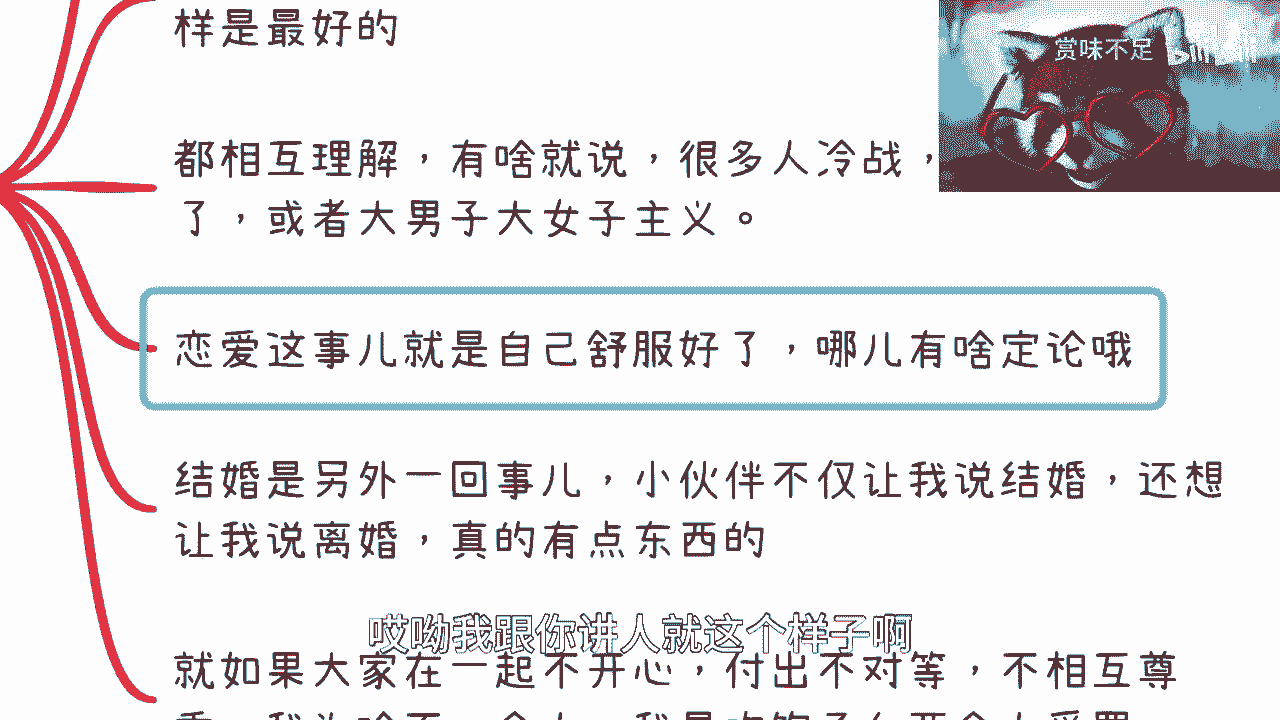 样是最好的
赏味不足
都相互理解，有啥就说，很多人冷战，
了，或者大男子大女子主义。
恋爱这事儿就是自己舒服好了，哪儿有啥定论哦
结婚是另外一回事儿，小伙伴不仅让我说结婚，还想
让我说离婚，真的有点东西的
哎呦我跟你讲人就这个样子啊
就如果大家在一起不开心，付出不对等，不相互尊